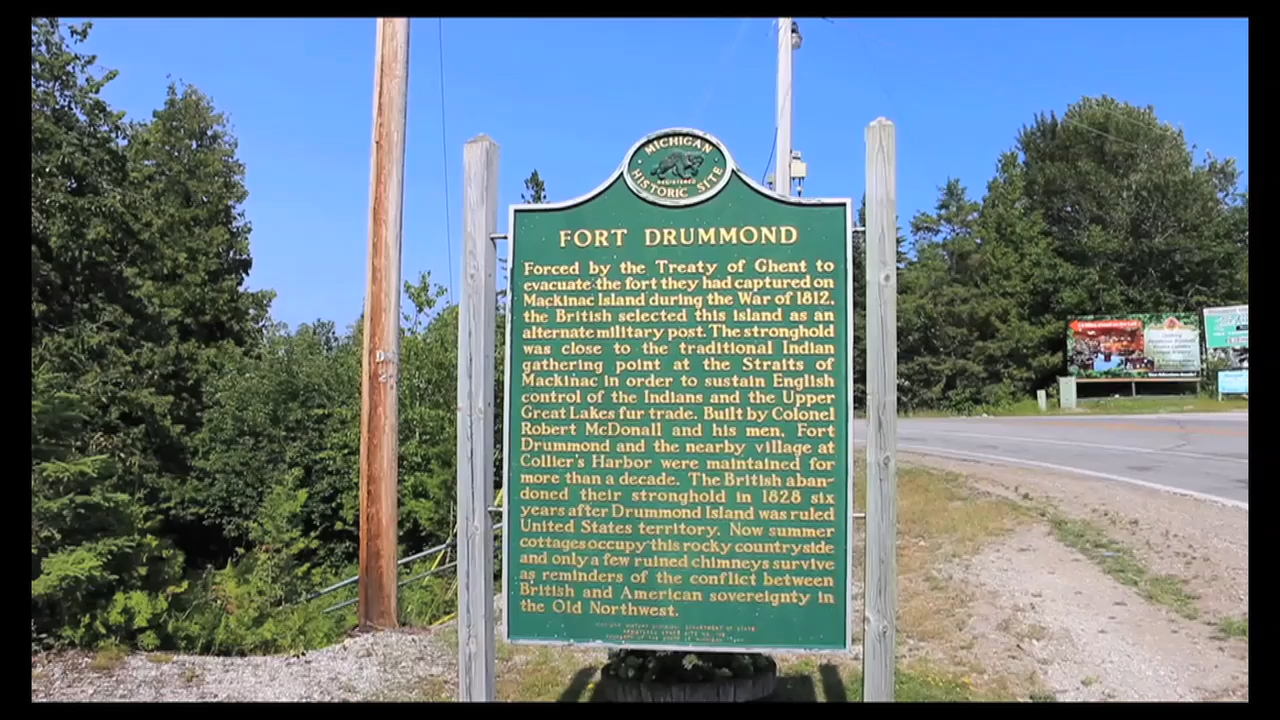 MICHIGAN
REGISTERED
HISTORIC SITE
FORT DRUMMOND
Forced by the Treaty of Ghent to
evacuate the fort they had captured on
Mackinac Island during the War of 1812,
the British selected this island as an
alternate military post. The stronghold
was close to the traditional Indian
gathering point at the Straits of
Mackinac in order to sustain English
control of the Indians and the Upper
Great Lakes fur trade. Built by Colonel
Robert McDonall and his men, Fort
Drummond and the nearby village at
Collier's Harbor were maintained for
more than a decade. The British aban-
doned their stronghold in 1828 six
years after Drummond Island was ruled
United States territory. Now summer
cottages occupy this rocky countryside
and only a few ruined chimneys survive
as reminders of the conflict between
British and American sovereignty in
the Old Northwest.